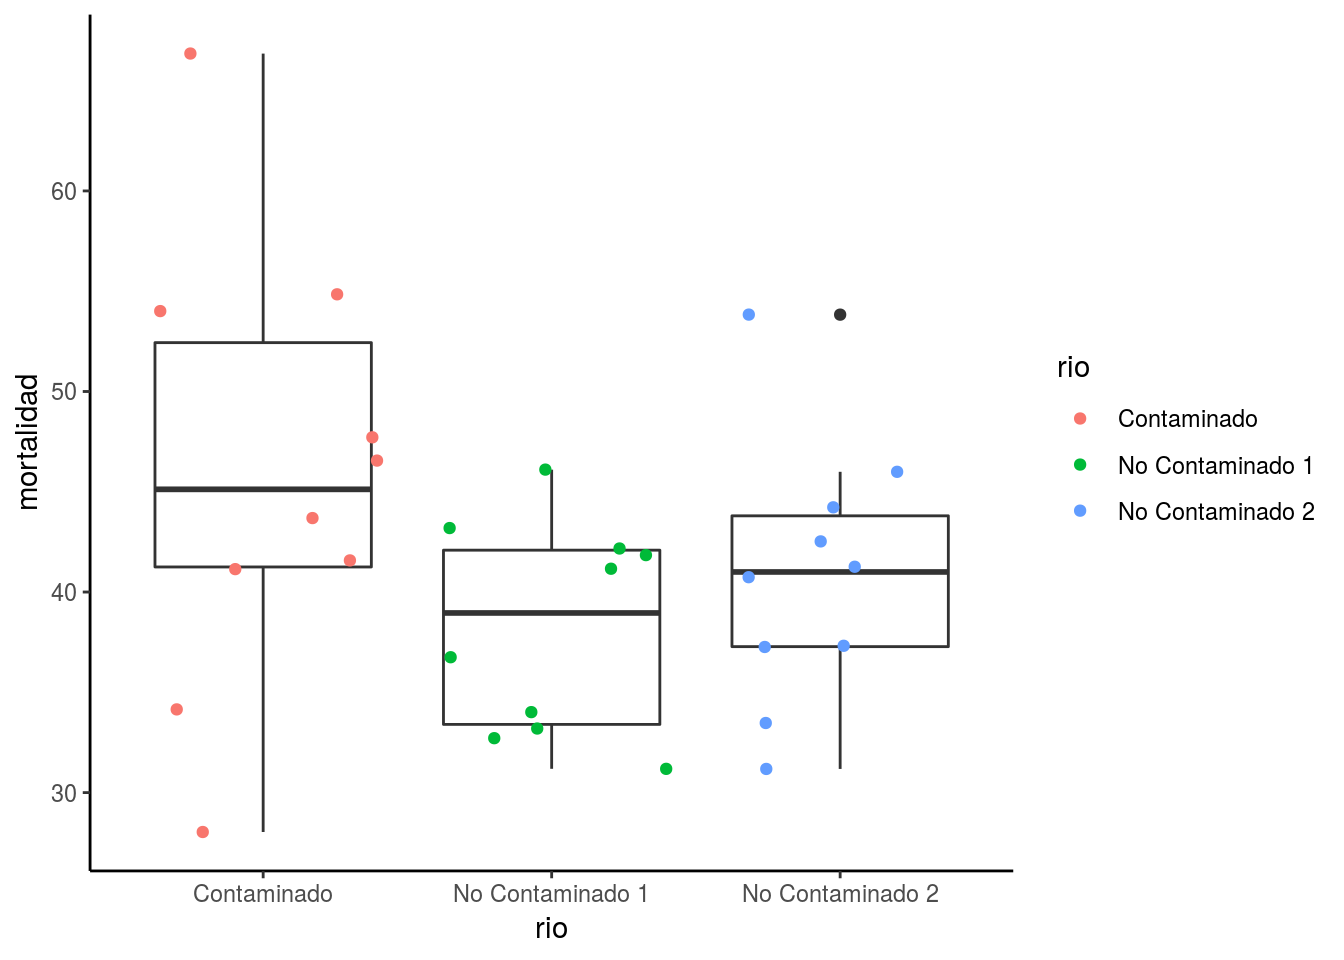 mortalidad
60
50
40
30
Contaminado
No Contaminado 1
No Contaminado 2
rio
rio
Contaminado
No Contaminado 1
No Contaminado 2